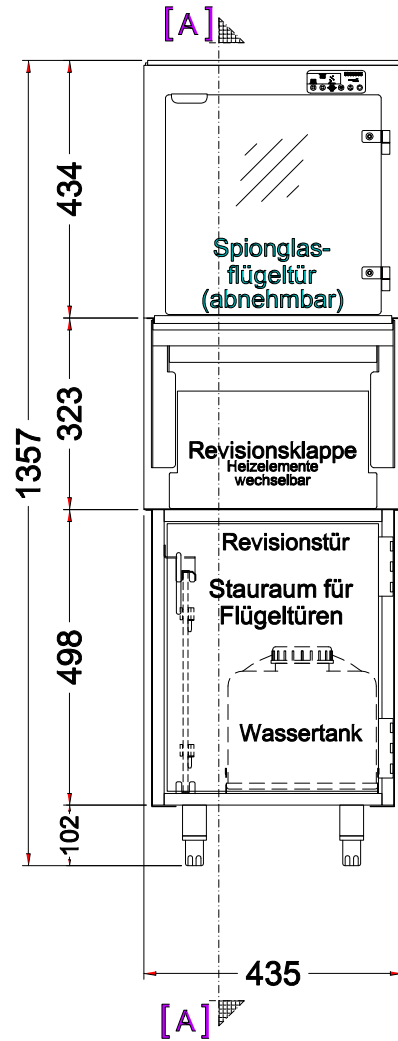 [A]
434
Spionglas-
flügeltür
(abnehmbar)
323
1357
Revisionsklappe
Heizelemente
wechselbar
Revisionstür
Stauraum für
Flügeltüren
498
Wassertank
102
435
[A]